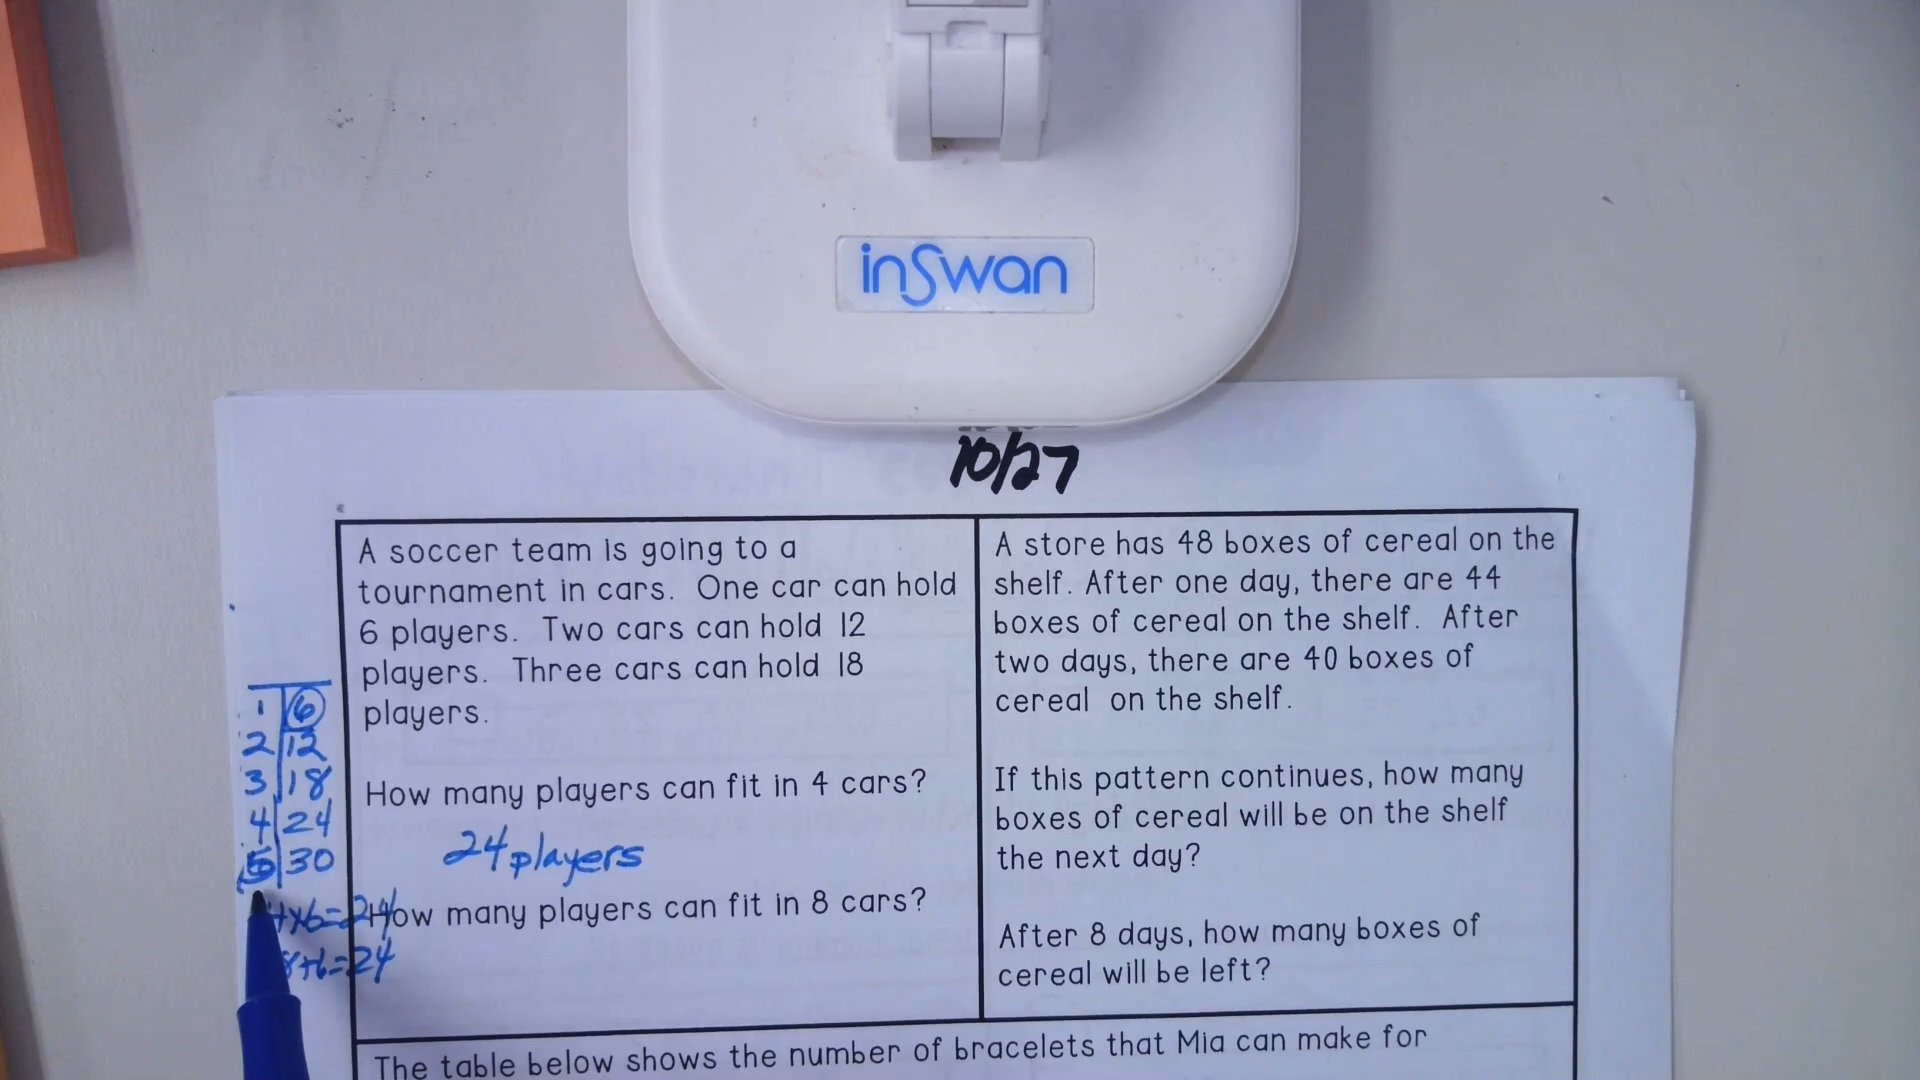 inSwan
10/27
A soccer team is going to a
tournament in cars. One car can hold
6 players. Two cars can hold 12
players. Three cars can hold 18
players.
How many players can fit in 4 cars?
24 players
How many players can fit in 8 cars?
1 6
2 12
3 18
4 24
5 30
4x6=24
8+6=24
A store has 48 boxes of cereal on the
shelf. After one day, there are 44
boxes of cereal on the shelf. After
two days, there are 40 boxes of
cereal on the shelf.
If this pattern continues, how many
boxes of cereal will be on the shelf
the next day?
After 8 days, how many boxes of
cereal will be left?
The table below shows the number of bracelets that Mia can make for